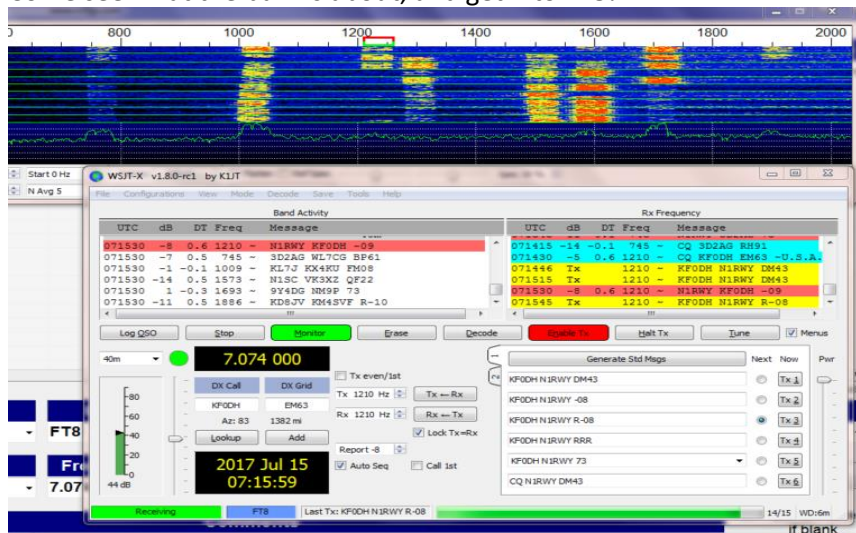 800 1000 1200 1400 1600 1800 2000
Start 0 Hz
N Avg 5
WSJT-X v1.8.0-rc1 by K1JT
File Configurations View Mode Decode Save Tools Help
Band Activity
UTC dB DT Freq Message
071530 -8 0.6 1210 ~ N1RWY KF0DH -09
071530 -7 0.5 745 ~ 3D2AG WL7CG BP61
071530 -1 -0.1 1009 ~ KL7J KX4KU FM08
071530 -14 0.5 1573 ~ N1SC VK3XZ QF22
071530 1 -0.3 1693 ~ 9Y4DG NM9P 73
071530 -11 0.5 1886 ~ KD8JV KM4SVF R-10
Rx Frequency
UTC dB DT Freq Message
071415 -14 -0.1 745 ~ CQ 3D2AG RH91
071430 -5 0.6 1210 ~ CQ KF0DH EM63 ~U.S.A.
071446 Tx 1210 ~ KF0DH N1RWY DM43
071515 Tx 1210 ~ KF0DH N1RWY DM43
071530 -8 0.6 1210 ~ N1RWY KF0DH -09
071545 Tx 1210 ~ KF0DH N1RWY R-08
Log QSO Stop Monitor Erase Decode Enable Tx Halt Tx Tune Menus
40m 7.074 000
DX Call DX Grid
KF0DH EM63
Az: 83 1382 mi
Lookup Add
2017 Jul 15
07:15:59
-80
-60
-40
-20
-0
44 dB
Tx even/1st
Tx 1210 Hz Tx ← Rx
Rx 1210 Hz Rx ← Tx
Lock Tx=Rx
Report -8
Auto Seq Call 1st
1
2
Generate Std Msgs Next Now Pwr
KF0DH N1RWY DM43 Tx 1
KF0DH N1RWY -08 Tx 2
KF0DH N1RWY R-08 Tx 3
KF0DH N1RWY RRR Tx 4
KF0DH N1RWY 73 Tx 5
CQ N1RWY DM43 Tx 6
Receiving FT8 Last Tx: KF0DH N1RWY R-08 14/15 WD:6m
FT8
Fre
7.07
Comments
if blank